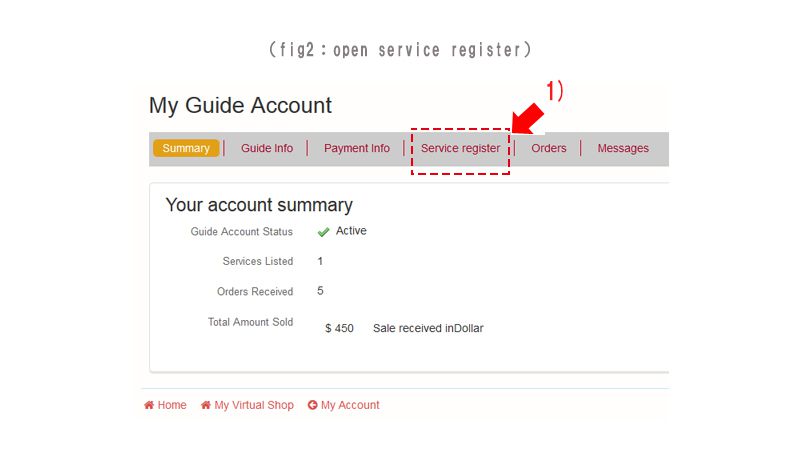 (fig2:open service register)
1)
My Guide Account
Summary Guide Info Payment Info Service register Orders Messages
Your account summary
Guide Account Status Active
Services Listed 1
Orders Received 5
Total Amount Sold $ 450 Sale received inDollar
Home My Virtual Shop My Account